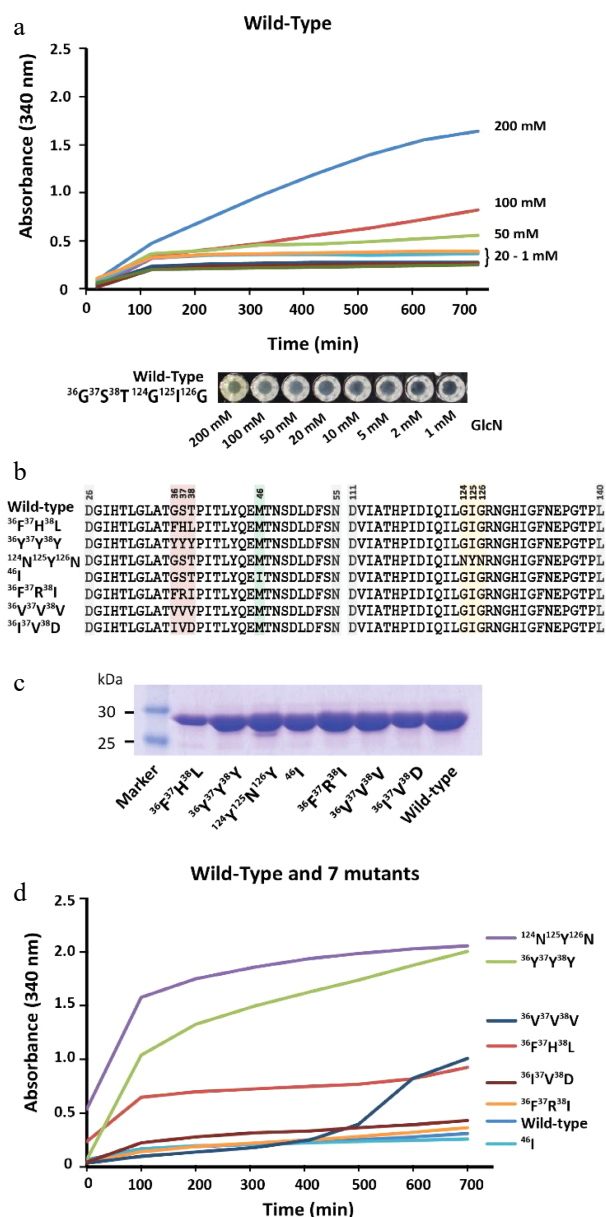 a
Wild-Type
Absorbance (340 nm)
2.5
2.0
1.5
1.0
0.5
0
200 mM
100 mM
50 mM
20 - 1 mM
0 100 200 300 400 500 600 700
Time (min)
Wild-Type
³⁶G³⁷S³⁸T ¹²⁴G¹²⁵I¹²⁶G
200 mM 100 mM 50 mM 20 mM 10 mM 5 mM 2 mM 1 mM GlcN
b
26 36 37 38 46 55 111 124 125 126 140
Wild-type DGIHTLGLATGSTPITLYQEMTNSDLDFSN DVIATHPIDIQILGIGRNGHIGFNEPGTPL
³⁶F³⁷H³⁸L DGIHTLGLATFHLPITLYQEMTNSDLDFSN DVIATHPIDIQILGIGRNGHIGFNEPGTPL
³⁶Y³⁷Y³⁸Y DGIHTLGLATYYYPITLYQEMTNSDLDFSN DVIATHPIDIQILGIGRNGHIGFNEPGTPL
¹²⁴N¹²⁵Y¹²⁶N DGIHTLGLATGSTPITLYQEMTNSDLDFSN DVIATHPIDIQILNYNRNGHIGFNEPGTPL
⁴⁶I DGIHTLGLATGSTPITLYQEMTNSDLDFSN DVIATHPIDIQILGIGRNGHIGFNEPGTPL
³⁶F³⁷R³⁸I DGIHTLGLATFRIPITLYQEMTNSDLDFSN DVIATHPIDIQILGIGRNGHIGFNEPGTPL
³⁶V³⁷V³⁸V DGIHTLGLATVVVPITLYQEMTNSDLDFSN DVIATHPIDIQILGIGRNGHIGFNEPGTPL
³⁶I³⁷V³⁸D DGIHTLGLATIVDPITLYQEMTNSDLDFSN DVIATHPIDIQILGIGRNGHIGFNEPGTPL
c
kDa
30
25
Marker ³⁶F³⁷H³⁸L ³⁶Y³⁷Y³⁸Y ¹²⁴Y¹²⁵N¹²⁶Y ⁴⁶I ³⁶F³⁷R³⁸I ³⁶V³⁷V³⁸V ³⁶I³⁷V³⁸D Wild-type
d
Wild-Type and 7 mutants
Absorbance (340 nm)
2.5
2.0
1.5
1.0
0.5
0
¹²⁴N¹²⁵Y¹²⁶N
³⁶Y³⁷Y³⁸Y
³⁶V³⁷V³⁸V
³⁶F³⁷H³⁸L
³⁶I³⁷V³⁸D
³⁶F³⁷R³⁸I
Wild-type
⁴⁶I
0 100 200 300 400 500 600 700
Time (min)